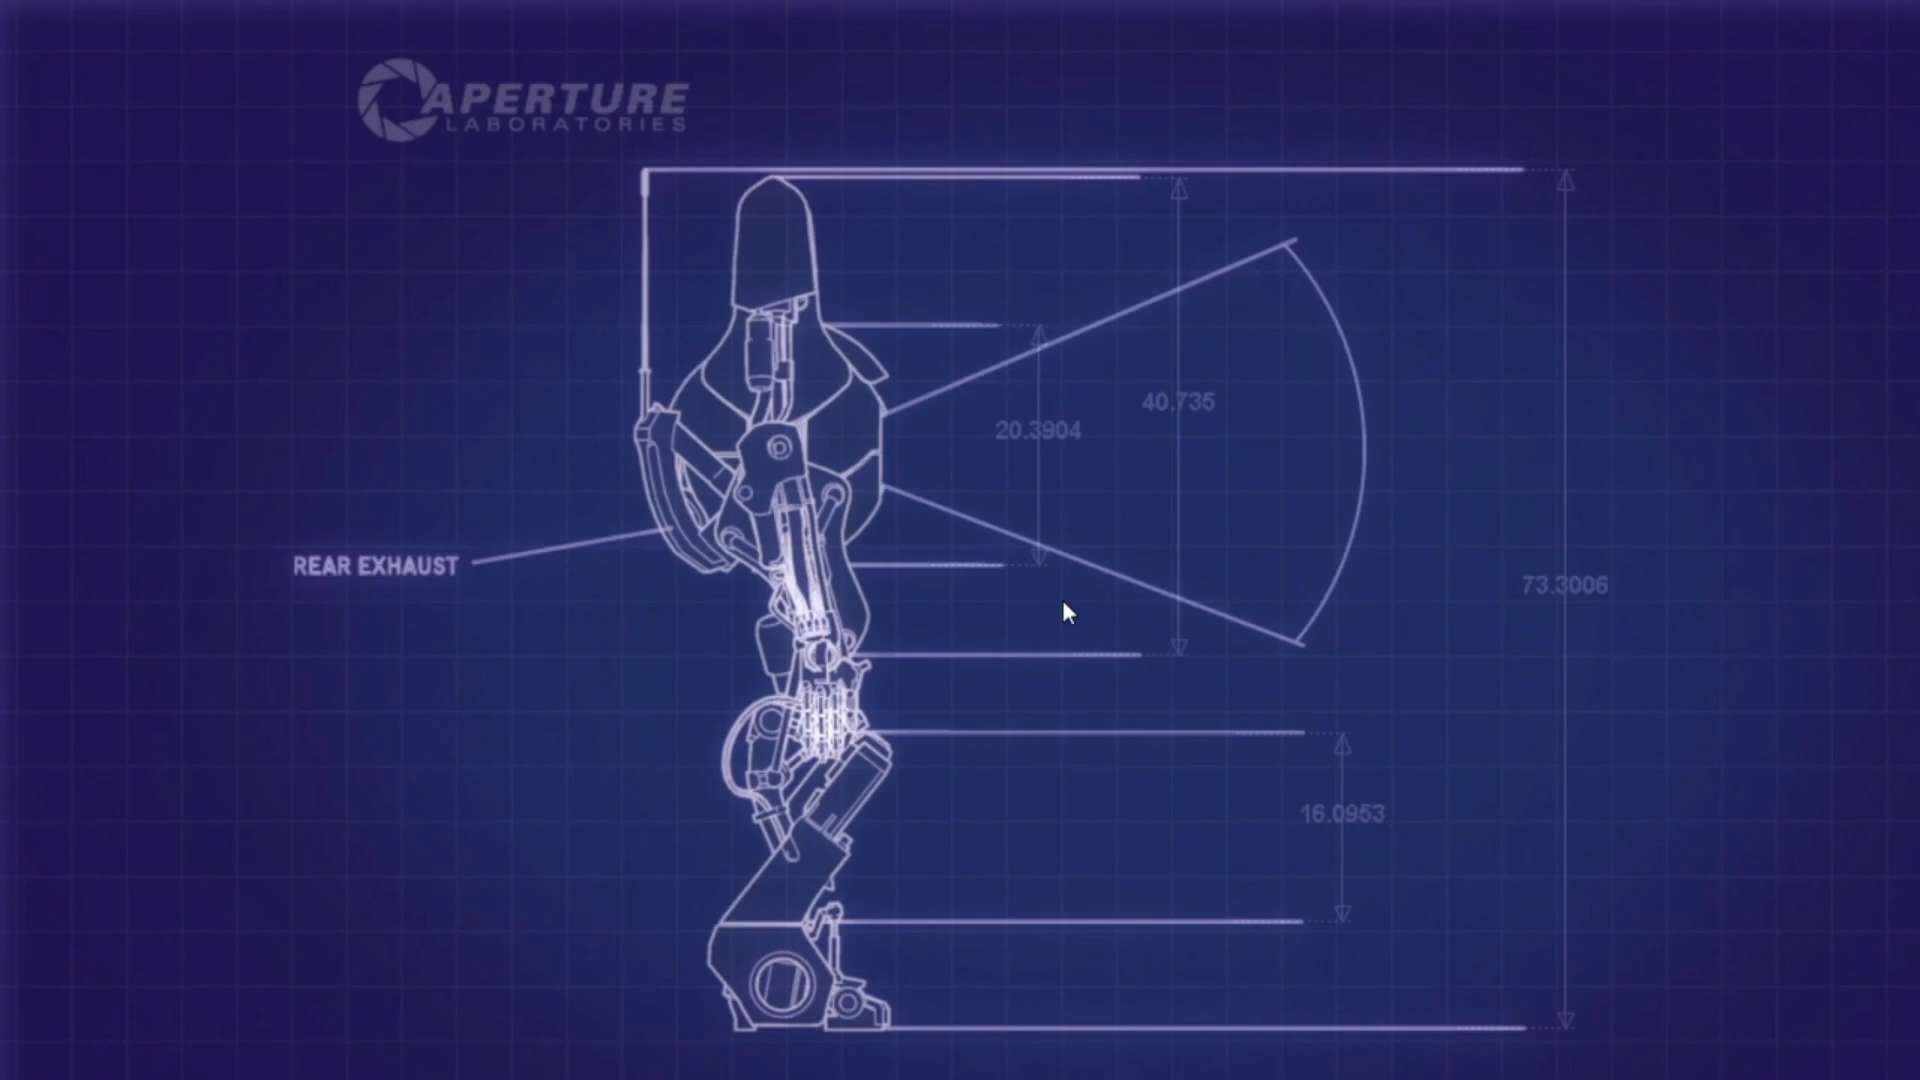 APERTURE
LABORATORIES
40.735
20.3904
REAR EXHAUST
73.3006
16.0953